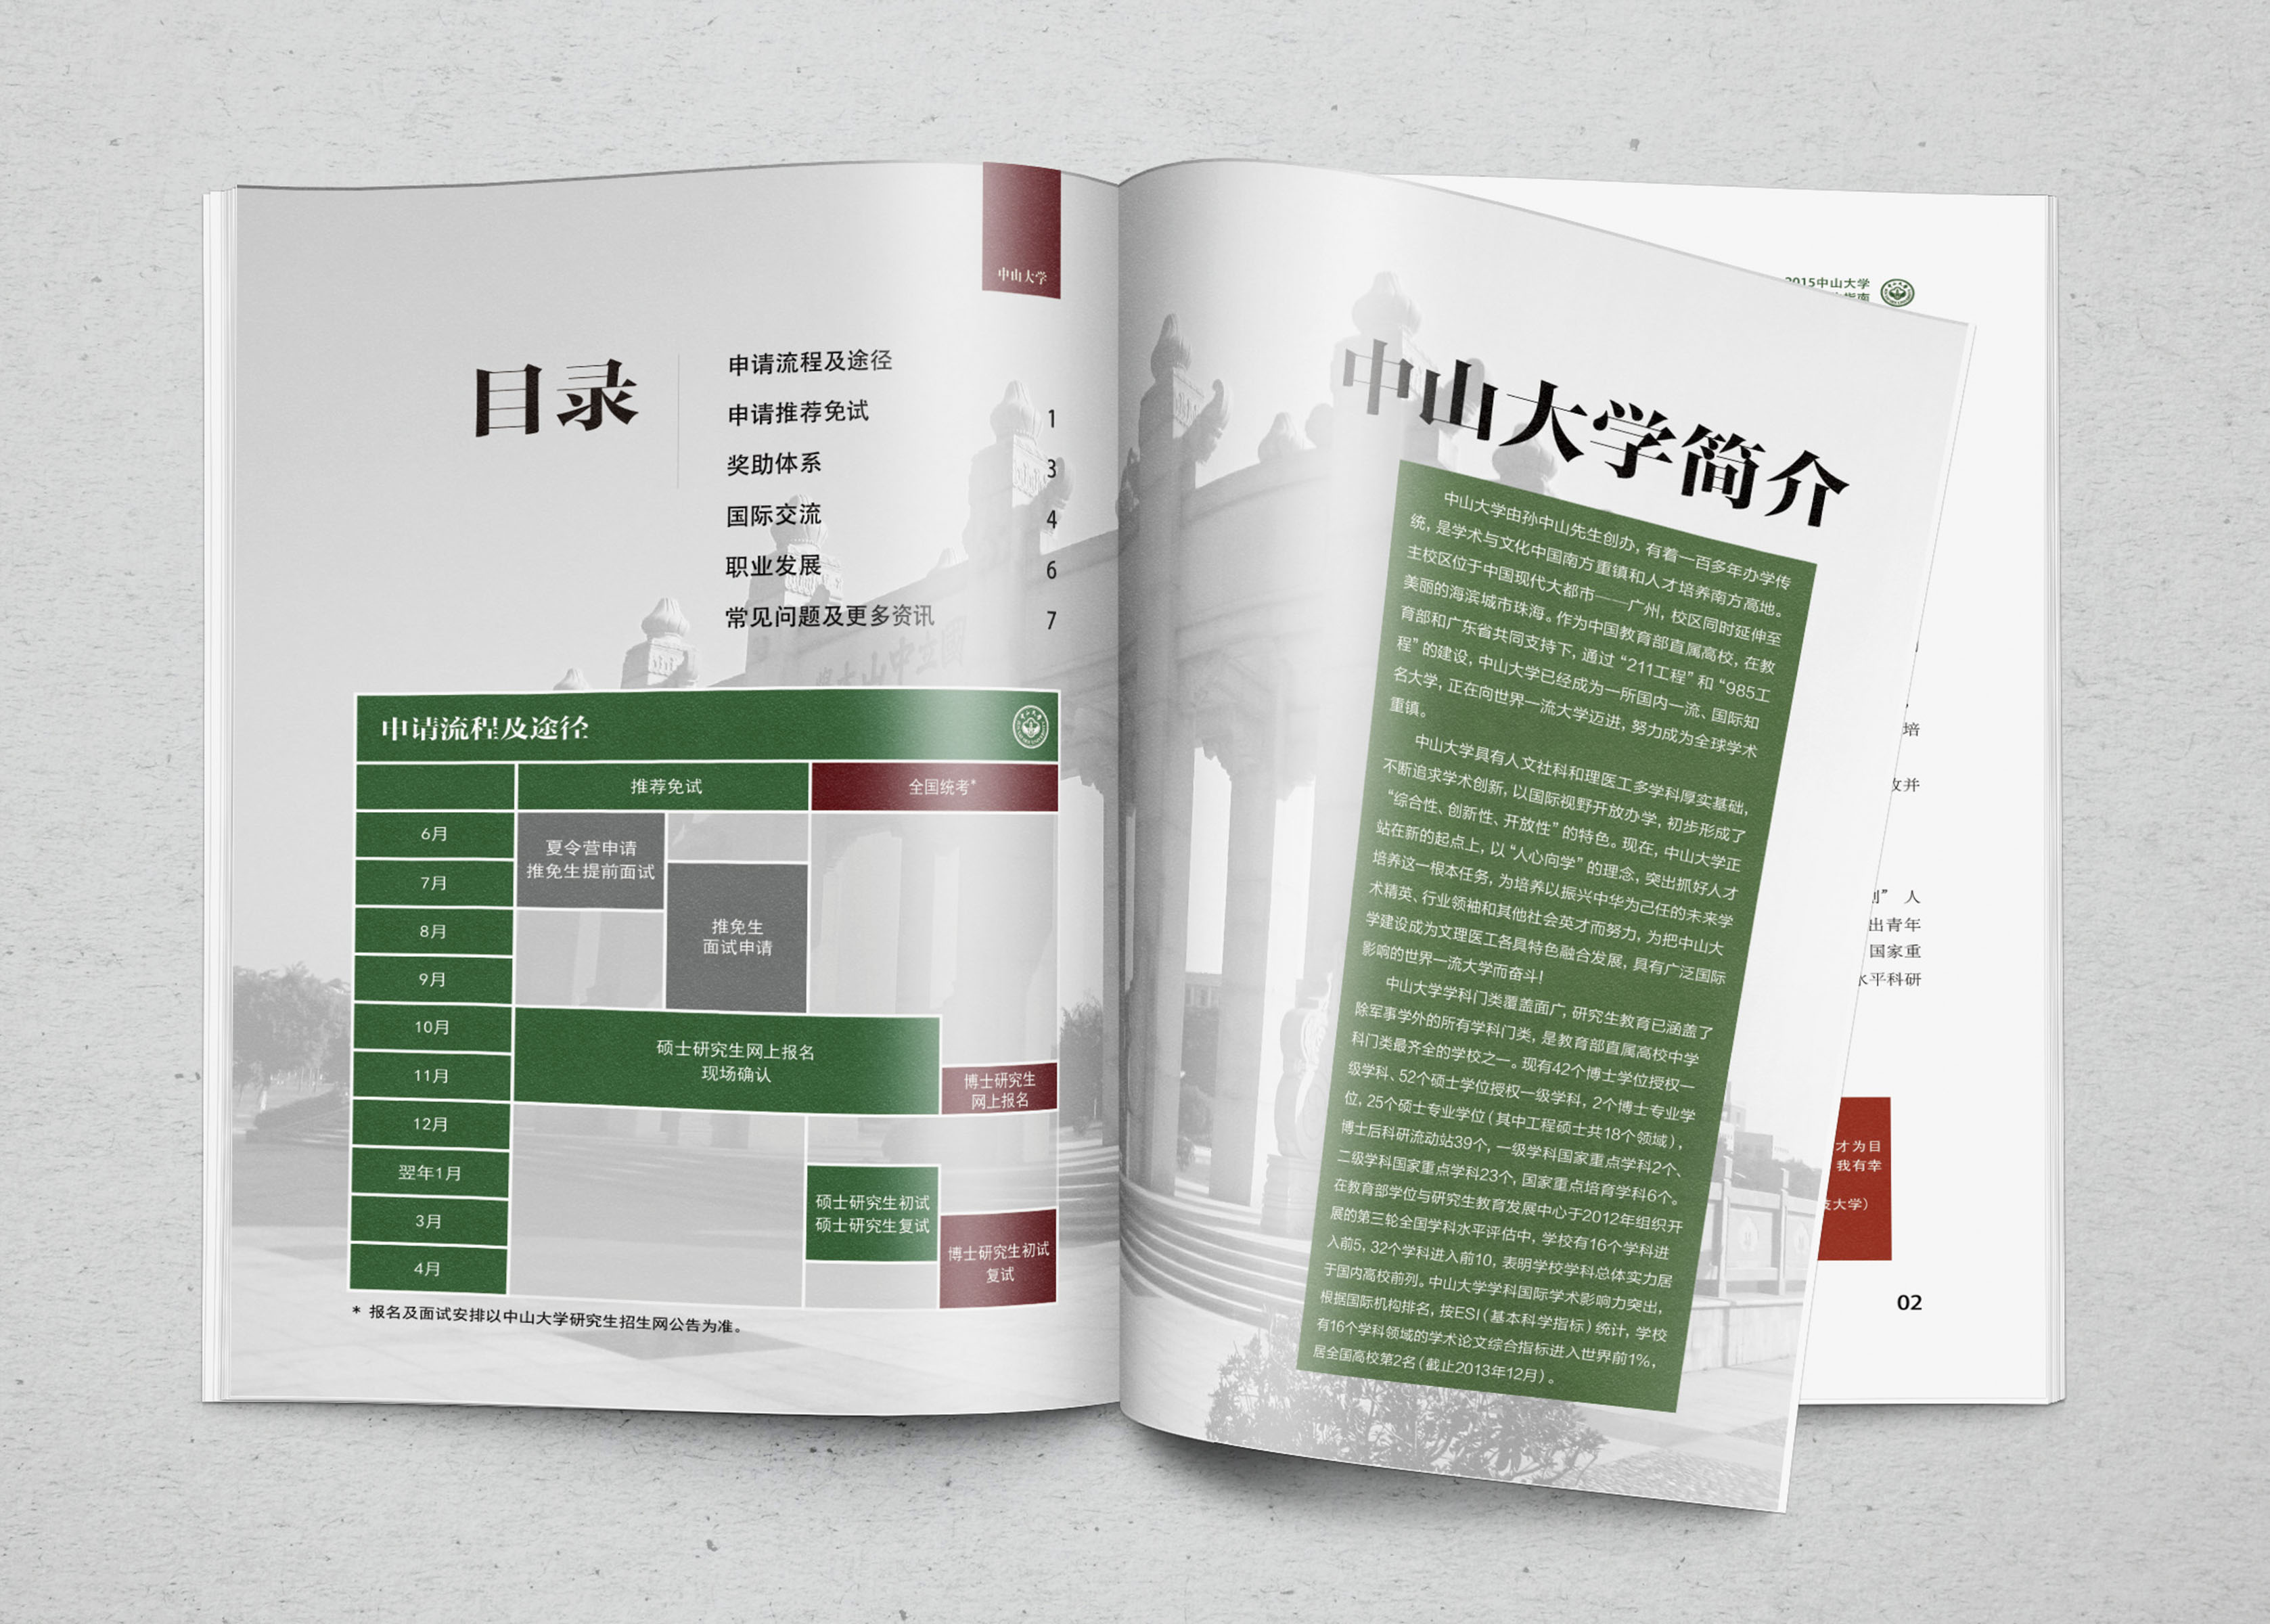 中山大学
目录
申请流程及途径
申请推荐免试 1
奖助体系 3
国际交流 4
职业发展 6
常见问题及更多资讯 7
申请流程及途径
推荐免试 全国统考*
6月
7月
8月
9月
10月
11月
12月
翌年1月
3月
4月
夏令营申请
推免生提前面试
推免生
面试申请
硕士研究生网上报名
现场确认
博士研究生
网上报名
硕士研究生初试
硕士研究生复试
博士研究生初试
复试
* 报名及面试安排以中山大学研究生招生网公告为准。
中山大学简介
中山大学由孙中山先生创办，有着一百多年办学传
统，是学术与文化中国南方重镇和人才培养南方高地。
主校区位于中国现代大都市——广州，校区同时延伸至
美丽的海滨城市珠海。作为中国教育部直属高校，在教
育部和广东省共同支持下，通过“211工程”和“985工
程”的建设，中山大学已经成为一所国内一流、国际知
名大学，正在向世界一流大学迈进，努力成为全球学术
重镇。
中山大学具有人文社科和理医工多学科厚实基础，
不断追求学术创新，以国际视野开放办学，初步形成了
“综合性、创新性、开放性”的特色。现在，中山大学正
站在新的起点上，以“人心向学”的理念，突出抓好人才
培养这一根本任务，为培养以振兴中华为己任的未来学
术精英、行业领袖和其他社会英才而努力，为把中山大
学建设成为文理医工各具特色融合发展，具有广泛国际
影响的世界一流大学而奋斗！
中山大学学科门类覆盖面广，研究生教育已涵盖了
除军事学外的所有学科门类，是教育部直属高校中学
科门类最齐全的学校之一。现有42个博士学位授权一
级学科、52个硕士学位授权一级学科，2个博士专业学
位，25个硕士专业学位（其中工程硕士共18个领域），
博士后科研流动站39个，一级学科国家重点学科2个、
二级学科国家重点学科23个，国家重点培育学科6个。
在教育部学位与研究生教育发展中心于2012年组织开
展的第三轮全国学科水平评估中，学校有16个学科进
入前5，32个学科进入前10，表明学校学科总体实力居
于国内高校前列。中山大学学科国际学术影响力突出，
根据国际机构排名，按ESI（基本科学指标）统计，学校
有16个学科领域的学术论文综合指标进入世界前1%，
居全国高校第2名（截止2013年12月）。
2015中山大学
指南
培
并
” 人
出青年
国家重
水平科研
才为目
我有幸
大学）
02